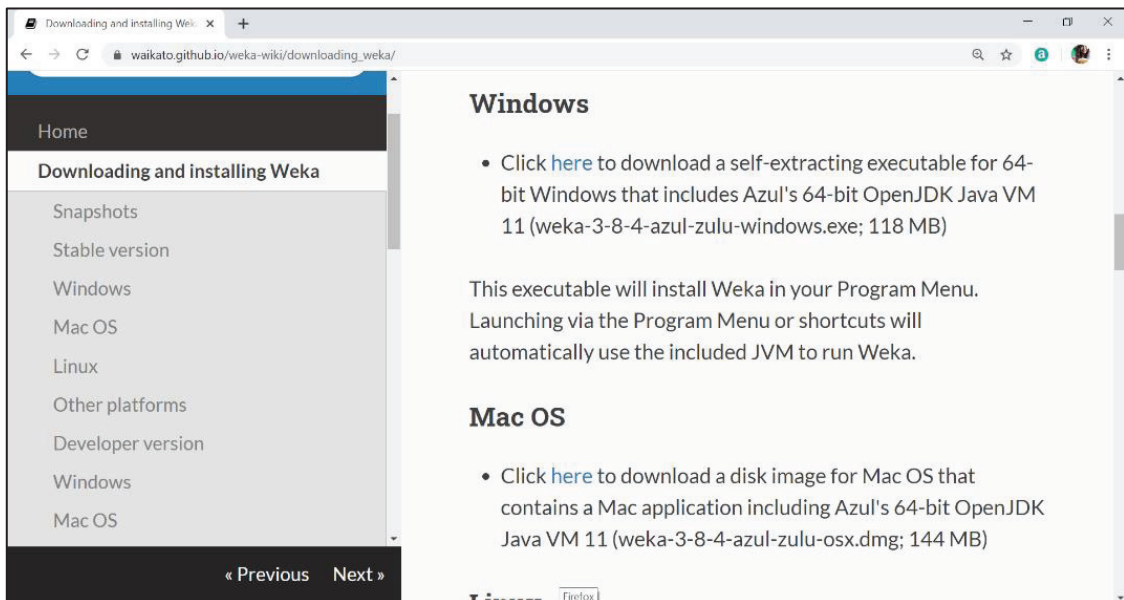 Downloading and installing Wek
waikato.github.io/weka-wiki/downloading_weka/
a
Home
Downloading and installing Weka
Snapshots
Stable version
Windows
Mac OS
Linux
Other platforms
Developer version
Windows
Mac OS
« Previous Next »
Windows
• Click here to download a self-extracting executable for 64-
bit Windows that includes Azul's 64-bit OpenJDK Java VM
11 (weka-3-8-4-azul-zulu-windows.exe; 118 MB)
This executable will install Weka in your Program Menu.
Launching via the Program Menu or shortcuts will
automatically use the included JVM to run Weka.
Mac OS
• Click here to download a disk image for Mac OS that
contains a Mac application including Azul's 64-bit OpenJDK
Java VM 11 (weka-3-8-4-azul-zulu-osx.dmg; 144 MB)
Linux
Firefox